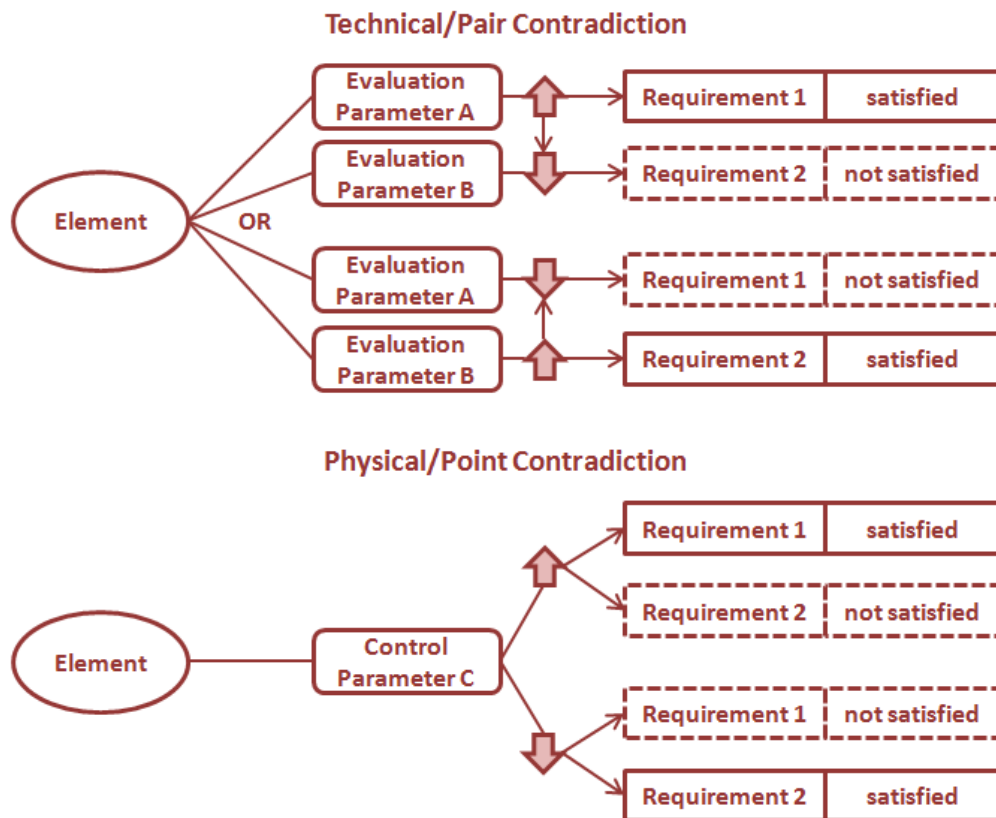 Technical/Pair Contradiction
Evaluation
Parameter A
Requirement 1 satisfied
Evaluation
Parameter B
Requirement 2 not satisfied
Element
OR
Evaluation
Parameter A
Requirement 1 not satisfied
Evaluation
Parameter B
Requirement 2 satisfied
Physical/Point Contradiction
Requirement 1 satisfied
Requirement 2 not satisfied
Element
Control
Parameter C
Requirement 1 not satisfied
Requirement 2 satisfied